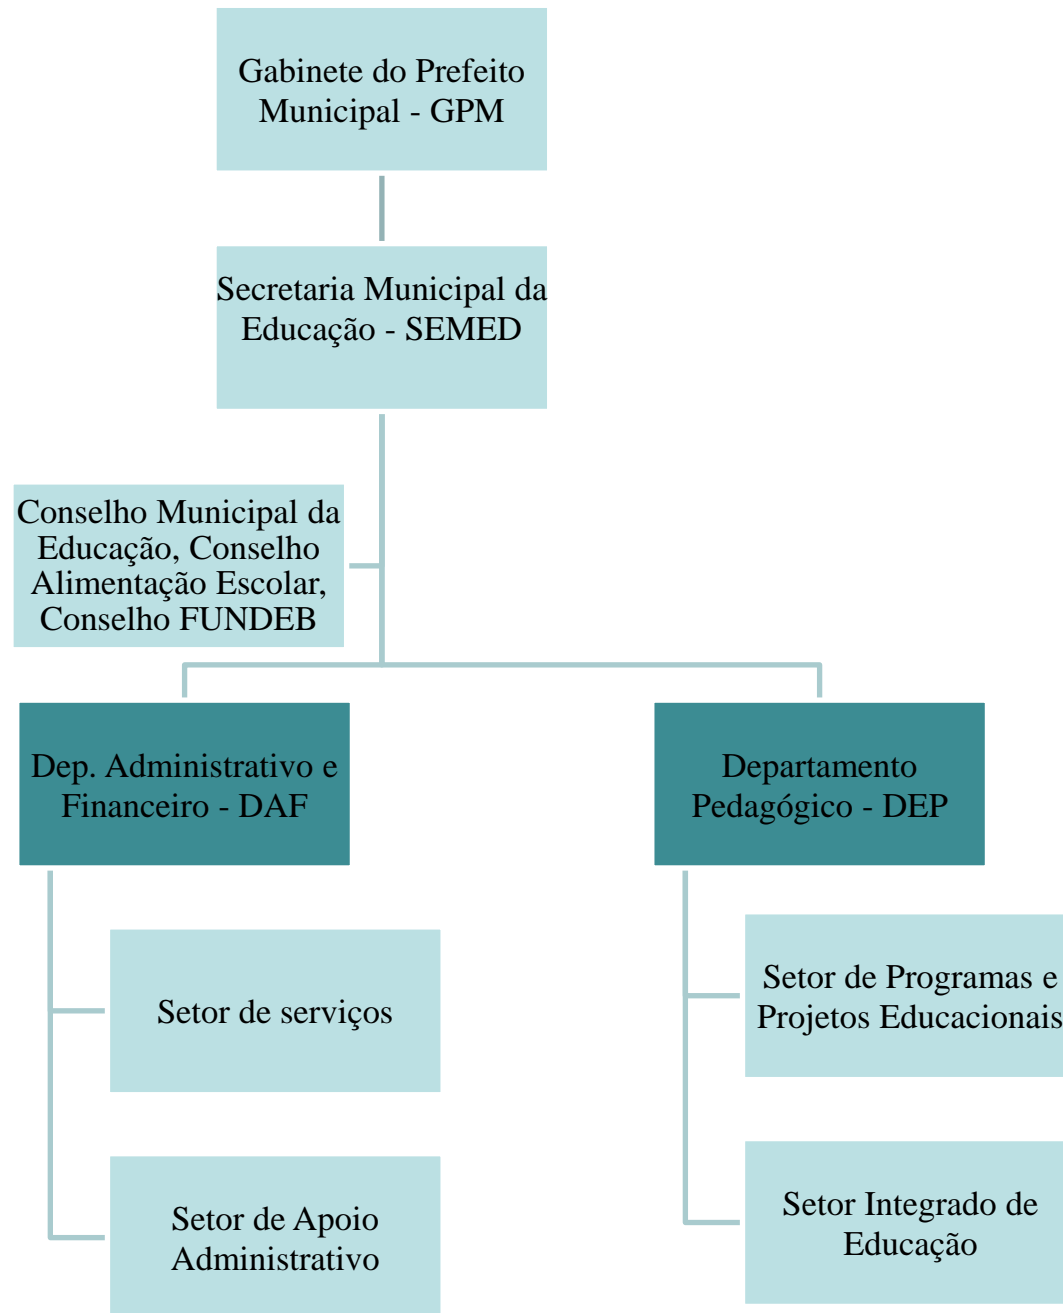 Gabinete do Prefeito
Municipal - GPM
Secretaria Municipal da
Educação - SEMED
Conselho Municipal da
Educação, Conselho
Alimentação Escolar,
Conselho FUNDEB
Dep. Administrativo e
Financeiro - DAF
Departamento
Pedagógico - DEP
Setor de serviços
Setor de Programas e
Projetos Educacionais
Setor de Apoio
Administrativo
Setor Integrado de
Educação